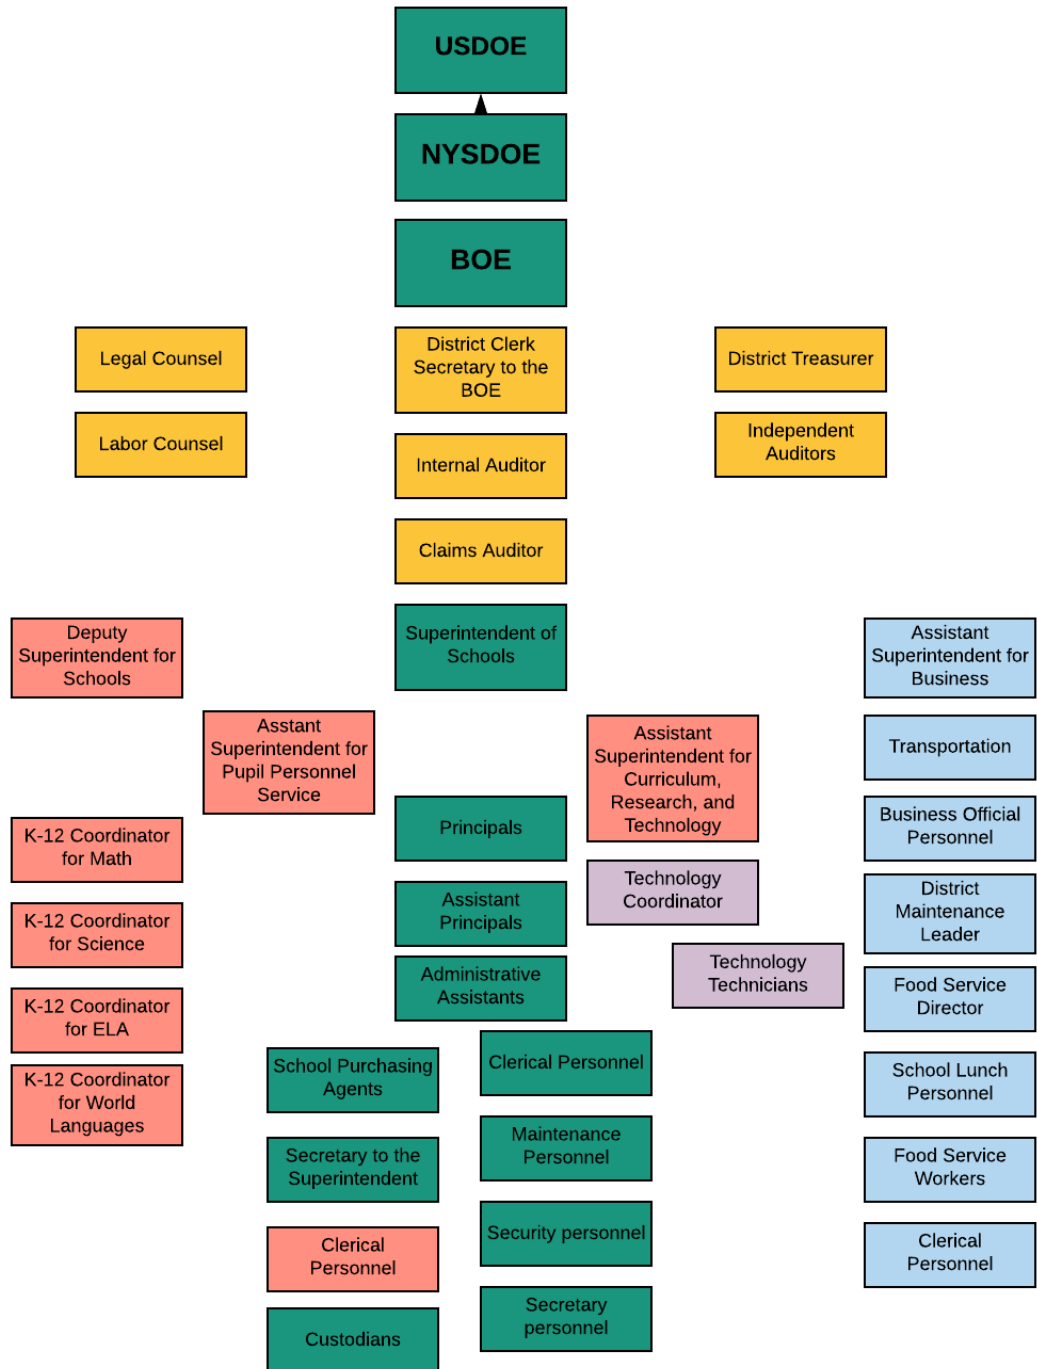 USDOE
NYSDOE
BOE
Legal Counsel
District Clerk
Secretary to the
BOE
District Treasurer
Labor Counsel
Internal Auditor
Independent
Auditors
Claims Auditor
Deputy
Superintendent for
Schools
Superintendent of
Schools
Assistant
Superintendent for
Business
Asstant
Superintendent for
Pupil Personnel
Service
Assistant
Superintendent for
Curriculum,
Research, and
Technology
Transportation
K-12 Coordinator
for Math
Principals
Business Official
Personnel
K-12 Coordinator
for Science
Assistant
Principals
Technology
Coordinator
District
Maintenance
Leader
Administrative
Assistants
Technology
Technicians
Food Service
Director
K-12 Coordinator
for ELA
K-12 Coordinator
for World
Languages
School Purchasing
Agents
Clerical Personnel
School Lunch
Personnel
Secretary to the
Superintendent
Maintenance
Personnel
Food Service
Workers
Clerical
Personnel
Security personnel
Clerical
Personnel
Custodians
Secretary
personnel